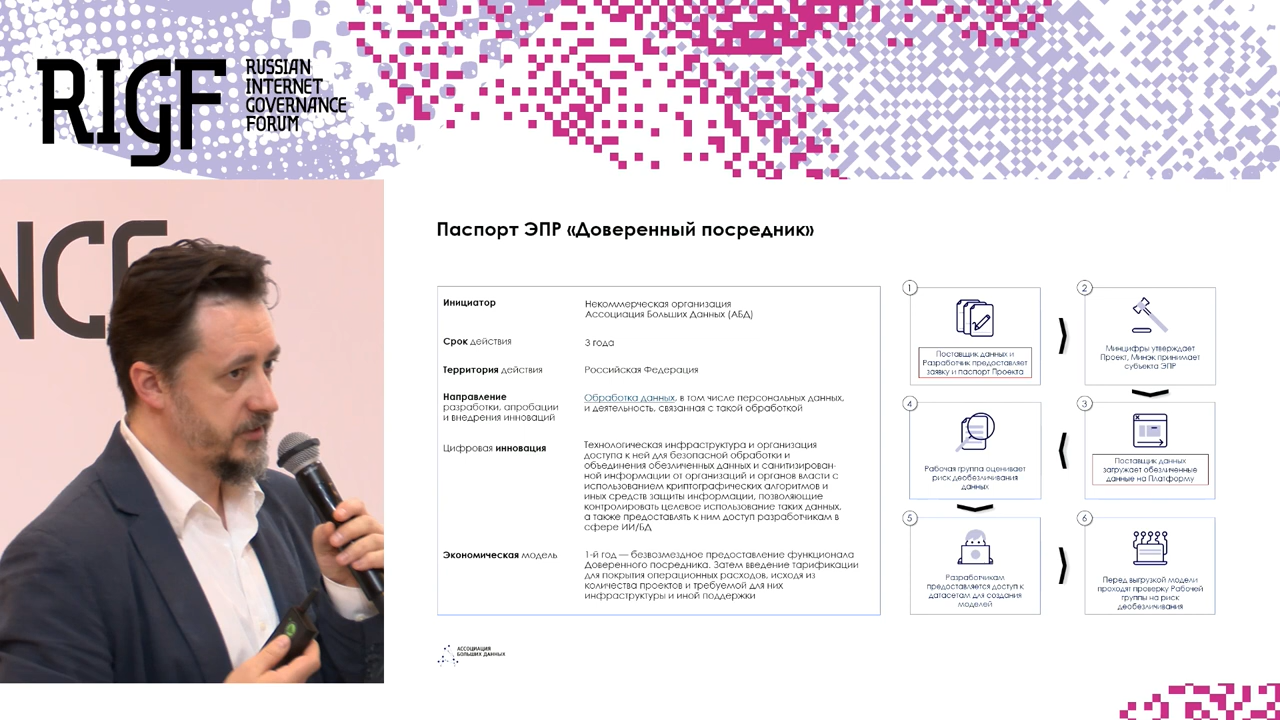 RIGF
RUSSIAN
INTERNET
GOVERNANCE
FORUM
NCE
Паспорт ЭПР «Доверенный посредник»
Инициатор
Некоммерческая организация
Ассоциация Больших Данных (АБД)
Срок действия
3 года
Территория действия
Российская Федерация
Направление
разработки, апробации
и внедрения инноваций
Обработка данных, в том числе персональных данных,
и деятельность, связанная с такой обработкой
Цифровая инновация
Технологическая инфраструктура и организация
доступа к ней для безопасной обработки и
объединения обезличенных данных и санитизирован-
ной информации от организаций и органов власти с
использованием криптографических алгоритмов и
иных средств защиты информации, позволяющие
контролировать целевое использование таких данных,
а также предоставлять к ним доступ разработчикам в
сфере ИИ/БД
Экономическая модель
1-й год — безвозмездное предоставление функционала
Доверенного посредника. Затем введение тарификации
для покрытия операционных расходов, исходя из
количества проектов и требуемой для них
инфраструктуры и иной поддержки
1
Поставщик данных и
Разработчик предоставляет
заявку и паспорт Проекта
2
Минцифры утверждает
Проект, Минэк принимает
субъекта ЭПР
3
Поставщик данных
загружает обезличенные
данные на Платформу
4
Рабочая группа оценивает
риск деобезличивания
данных
5
Разработчикам
предоставляется доступ к
датасетам для создания
моделей
6
Перед выгрузкой модели
проходят проверку Рабочей
группы на риск
деобезличивания
АССОЦИАЦИЯ
БОЛЬШИХ ДАННЫХ